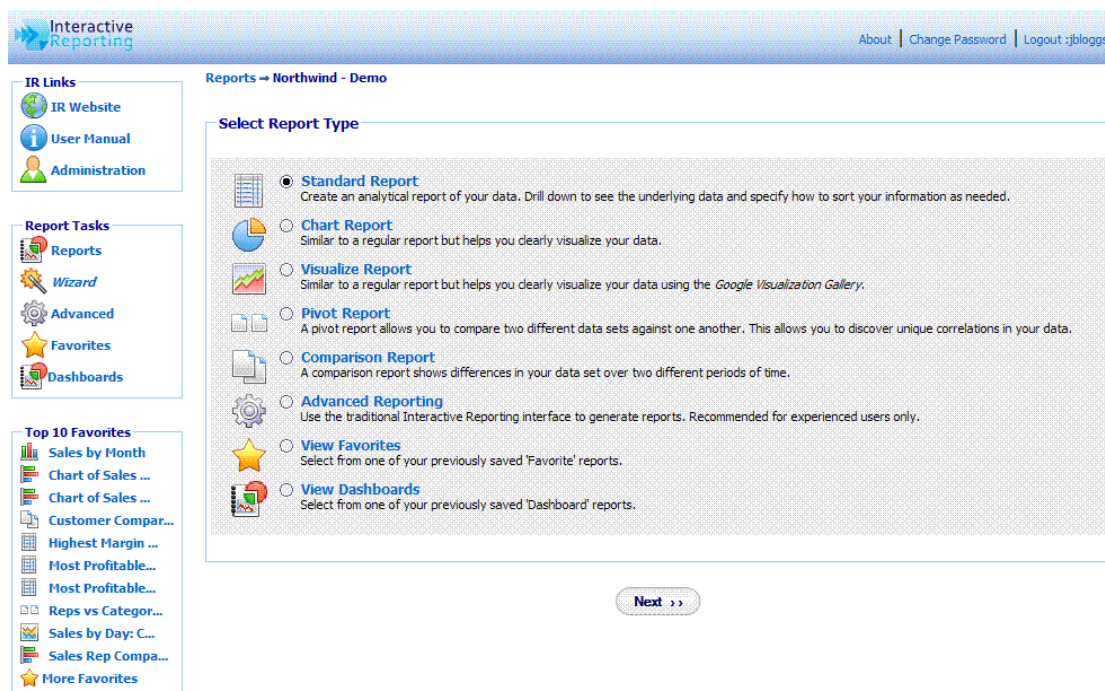 Interactive
Reporting
About | Change Password | Logout :jbloggs
IR Links
IR Website
User Manual
Administration
Report Tasks
Reports
Wizard
Advanced
Favorites
Dashboards
Top 10 Favorites
Sales by Month
Chart of Sales ...
Chart of Sales ...
Customer Compar...
Highest Margin ...
Most Profitable...
Most Profitable...
Reps vs Categor...
Sales by Day: C...
Sales Rep Compa...
More Favorites
Reports ⇒ Northwind - Demo
Select Report Type
Standard Report
Create an analytical report of your data. Drill down to see the underlying data and specify how to sort your information as needed.
Chart Report
Similar to a regular report but helps you clearly visualize your data.
Visualize Report
Similar to a regular report but helps you clearly visualize your data using the Google Visualization Gallery.
Pivot Report
A pivot report allows you to compare two different data sets against one another. This allows you to discover unique correlations in your data.
Comparison Report
A comparison report shows differences in your data set over two different periods of time.
Advanced Reporting
Use the traditional Interactive Reporting interface to generate reports. Recommended for experienced users only.
View Favorites
Select from one of your previously saved 'Favorite' reports.
View Dashboards
Select from one of your previously saved 'Dashboard' reports.
Next ››